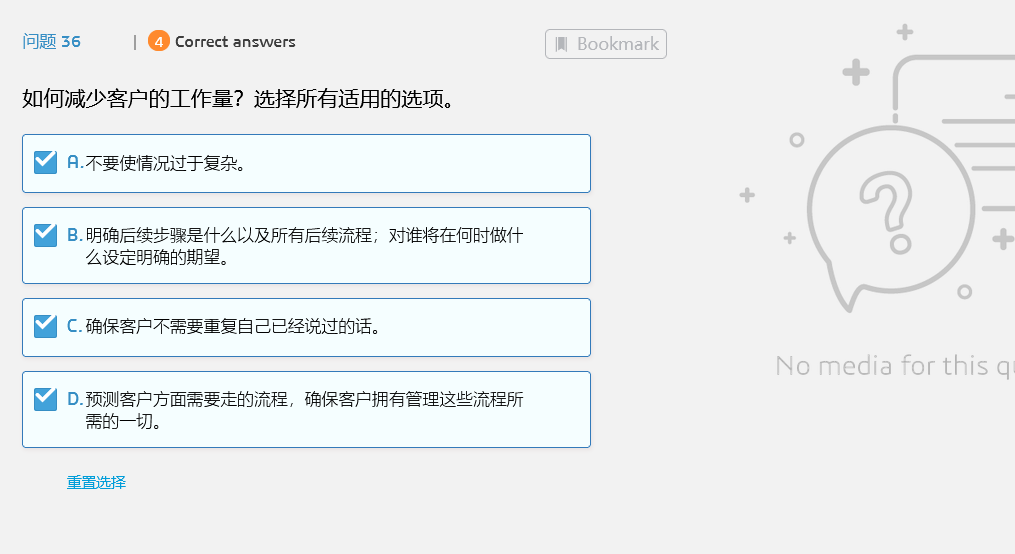 问题 36 | 4 Correct answers
Bookmark
如何减少客户的工作量？选择所有适用的选项。
A.不要使情况过于复杂。
B.明确后续步骤是什么以及所有后续流程；对谁将在何时做什
么设定明确的期望。
C.确保客户不需要重复自己已经说过的话。
D.预测客户方面需要走的流程，确保客户拥有管理这些流程所
需的一切。
重置选择
No media for this qu